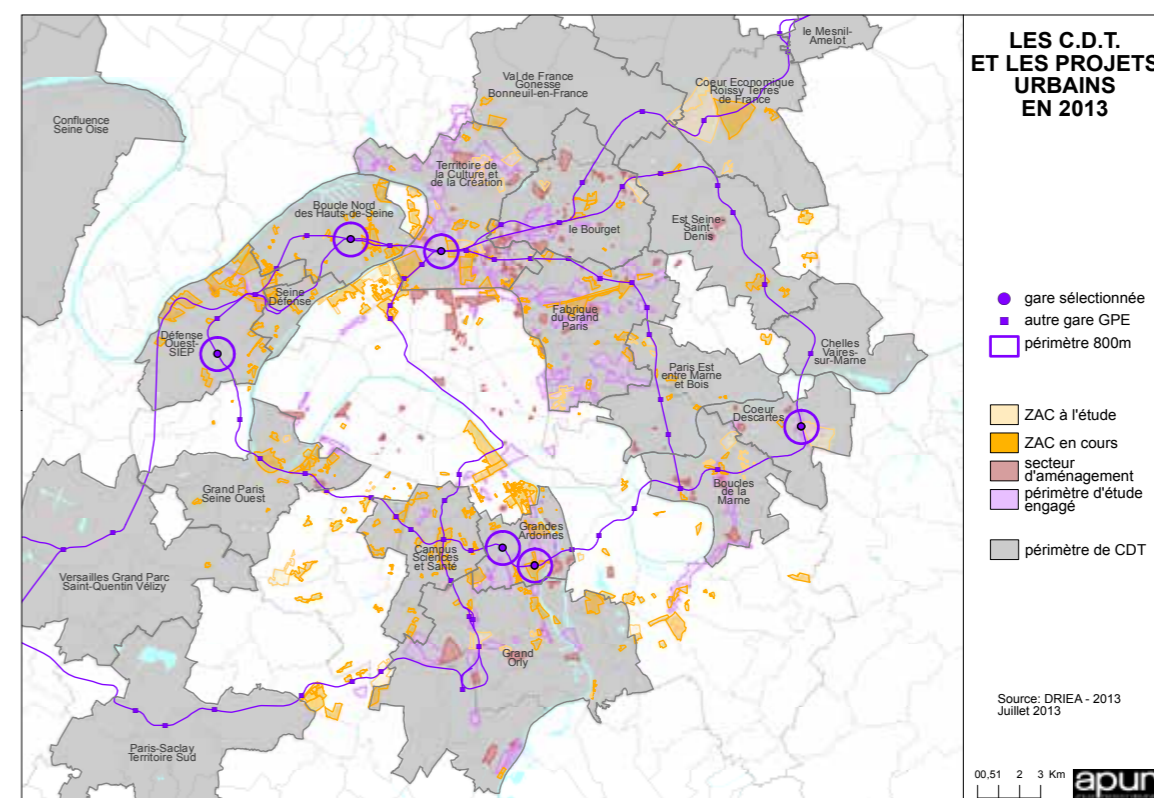 LES C.D.T.
ET LES PROJETS
URBAINS
EN 2013
le Mesnil-
Amelot
Val de France
Gonesse
Bonneuil-en-France
Coeur Economique
Roissy Terres
de France
Confluence
Seine Oise
Territoire de
la Culture et
de la Création
Boucle Nord
des Hauts-de-Seine
le Bourget
Est Seine
Saint-
Denis
Seine
Défense
Fabrique
du Grand
Paris
Défense
Ouest-
SIEP
Chelles
Vaires-
sur-Marne
Paris Est
entre Marne
et Bois
Coeur
Descartes
Grand Paris
Seine Ouest
Boucles
de la
Marne
Grandes
Ardoines
Campus
Sciences
et Santé
Versailles Grand Parc
Saint-Quentin Vélizy
Grand
Orly
Paris-Saclay
Territoire Sud
gare sélectionnée
autre gare GPE
périmètre 800m
ZAC à l'étude
ZAC en cours
secteur
d'aménagement
périmètre d'étude
engagé
périmètre de CDT
Source: DRIEA - 2013
Juillet 2013
00,51 2 3 Km
apur